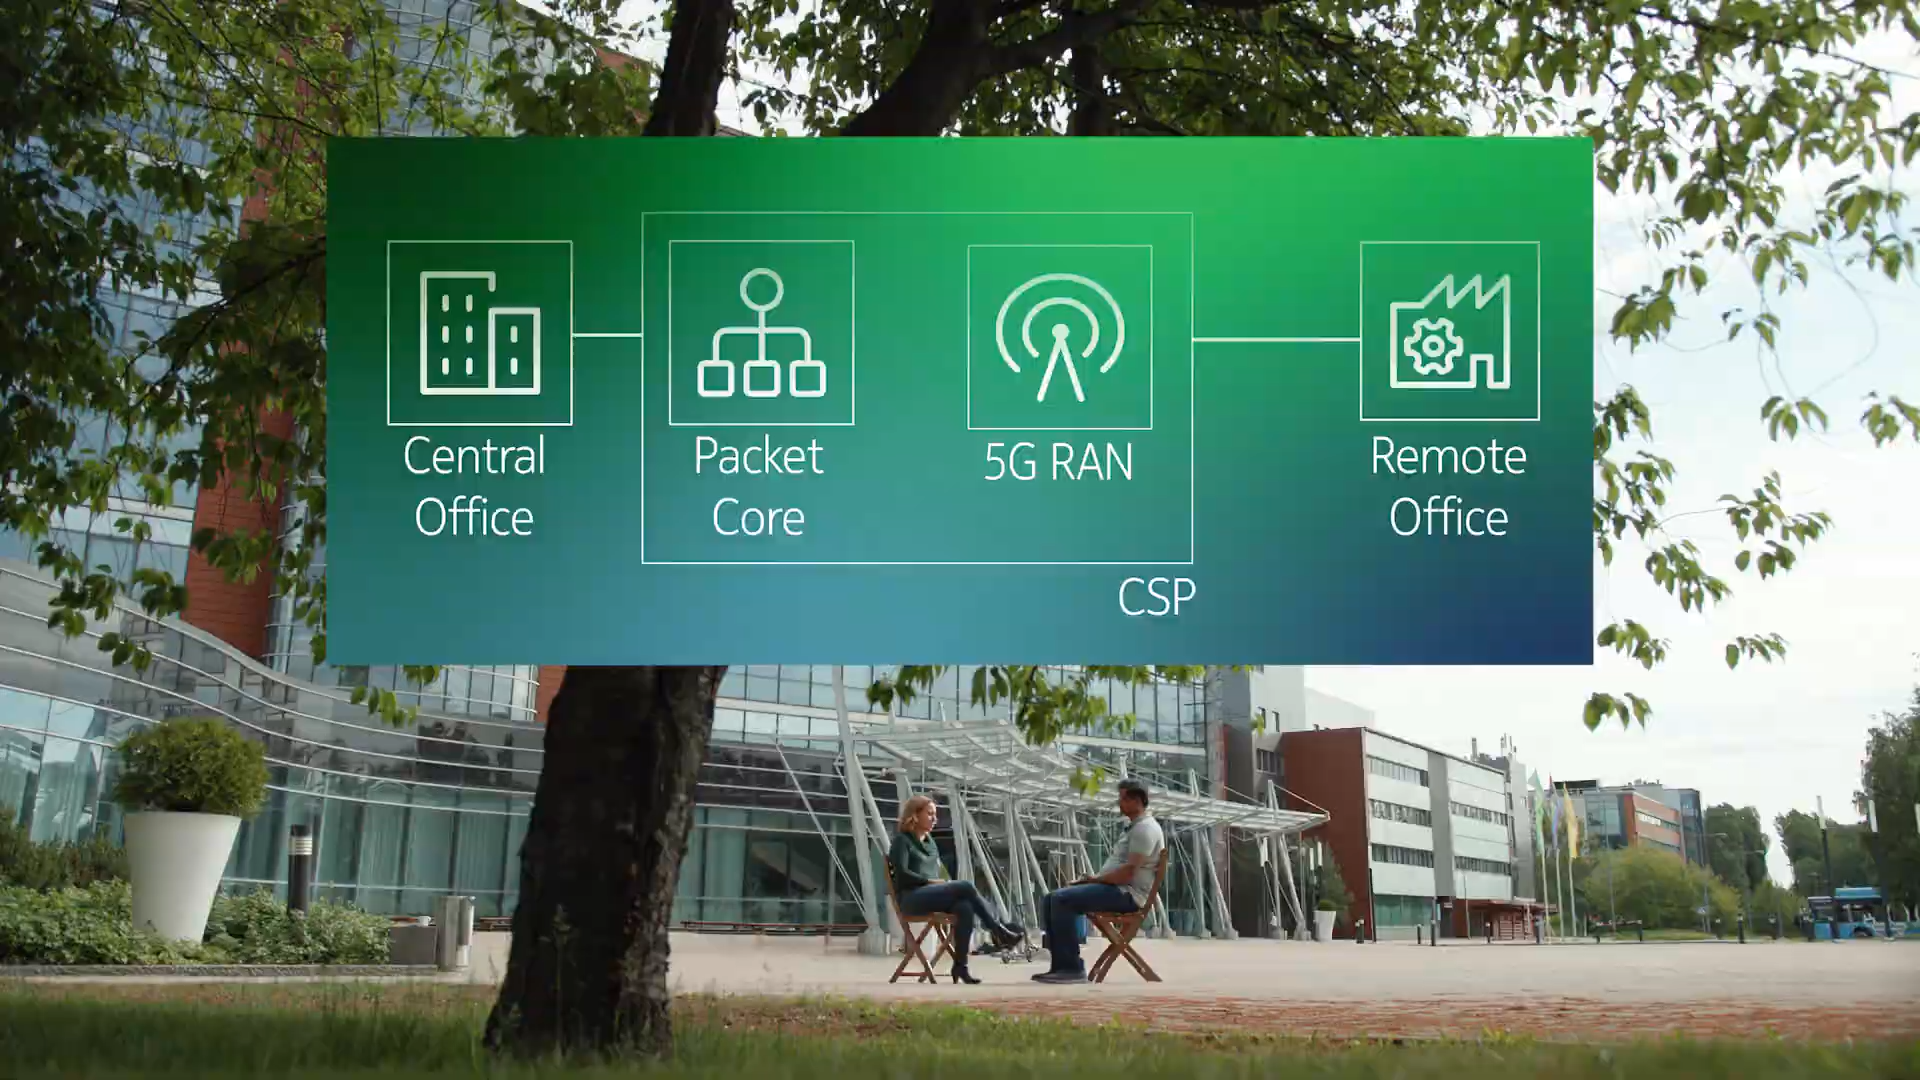 Central
Office
Packet
Core
5G RAN
Remote
Office
CSP